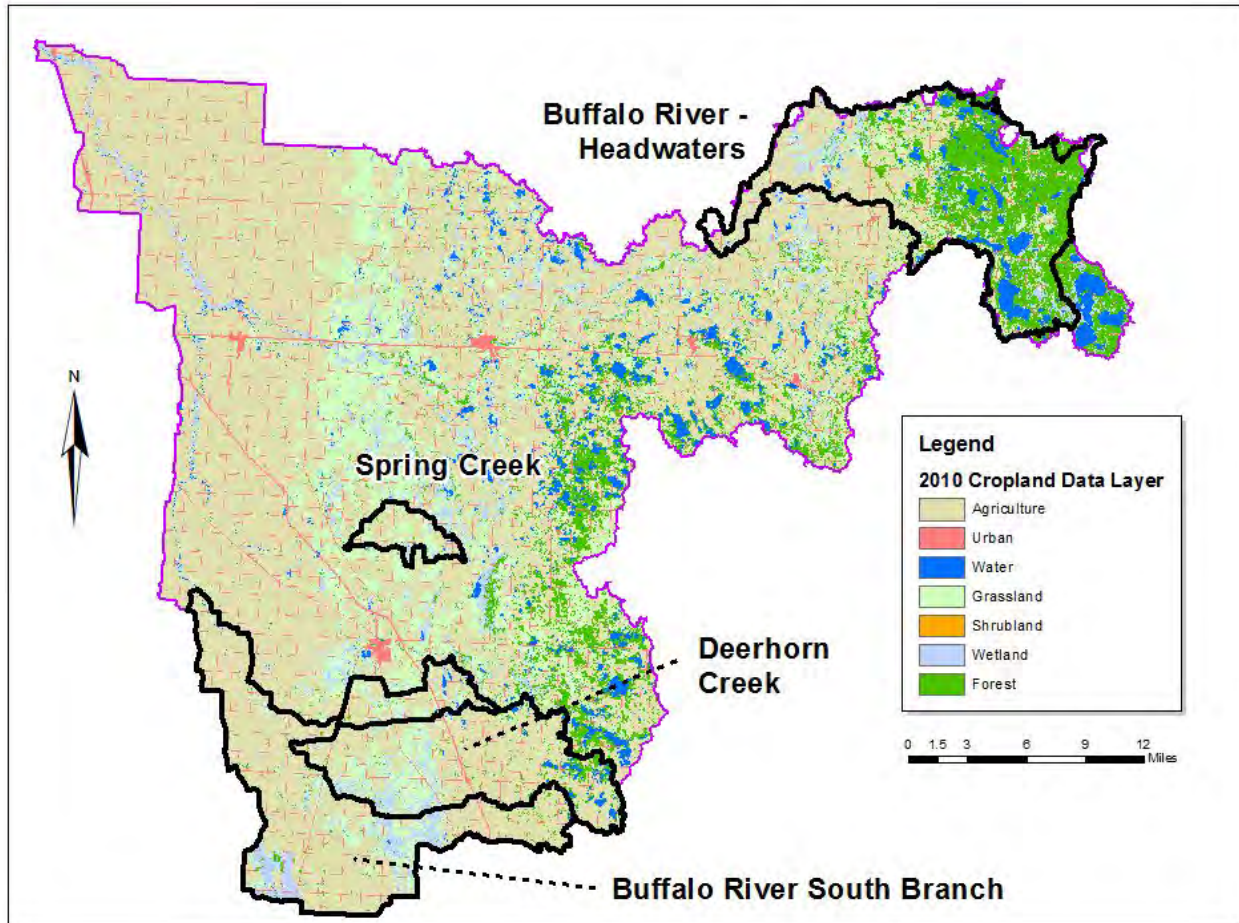 Buffalo River -
Headwaters
N
Spring Creek
Deerhorn
Creek
Buffalo River South Branch
Legend
2010 Cropland Data Layer
Agriculture
Urban
Water
Grassland
Shrubland
Wetland
Forest
0 1.5 3 6 9 12
Miles